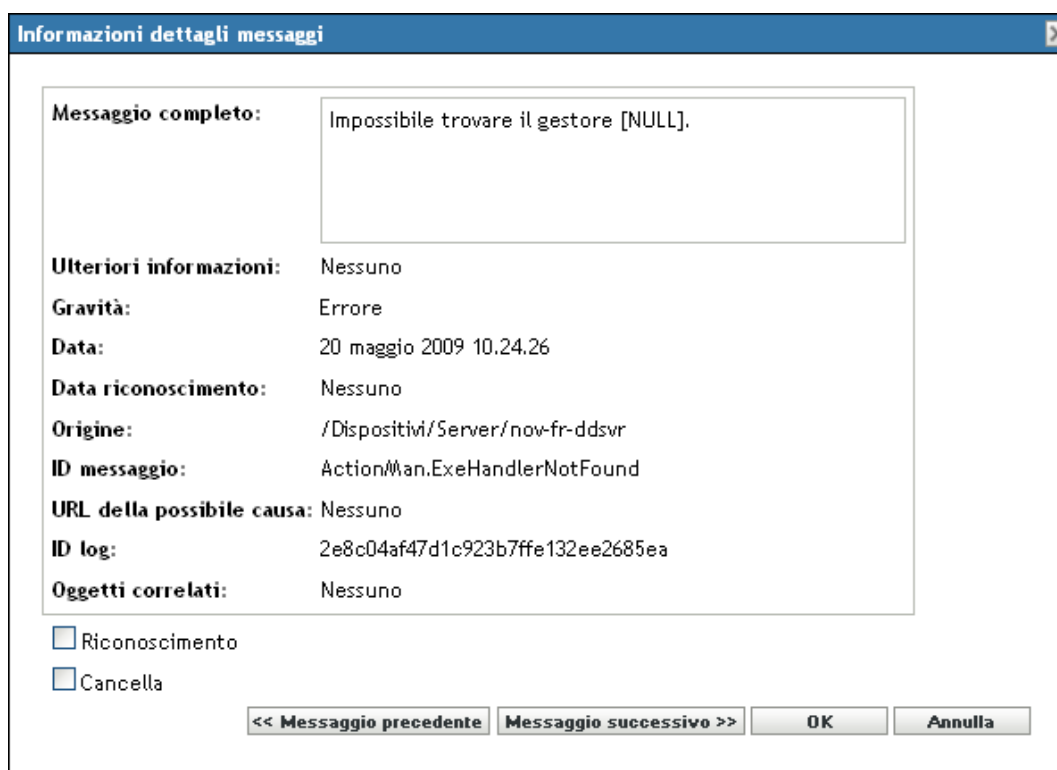 Informazioni dettagli messaggi
Messaggio completo: Impossibile trovare il gestore [NULL].
Ulteriori informazioni: Nessuno
Gravità: Errore
Data: 20 maggio 2009 10.24.26
Data riconoscimento: Nessuno
Origine: /Dispositivi/Server/nov-fr-ddsvr
ID messaggio: ActionMan.ExeHandlerNotFound
URL della possibile causa: Nessuno
ID log: 2e8c04af47d1c923b7ffe132ee2685ea
Oggetti correlati: Nessuno
Riconoscimento
Cancella
<< Messaggio precedente Messaggio successivo >> OK Annulla